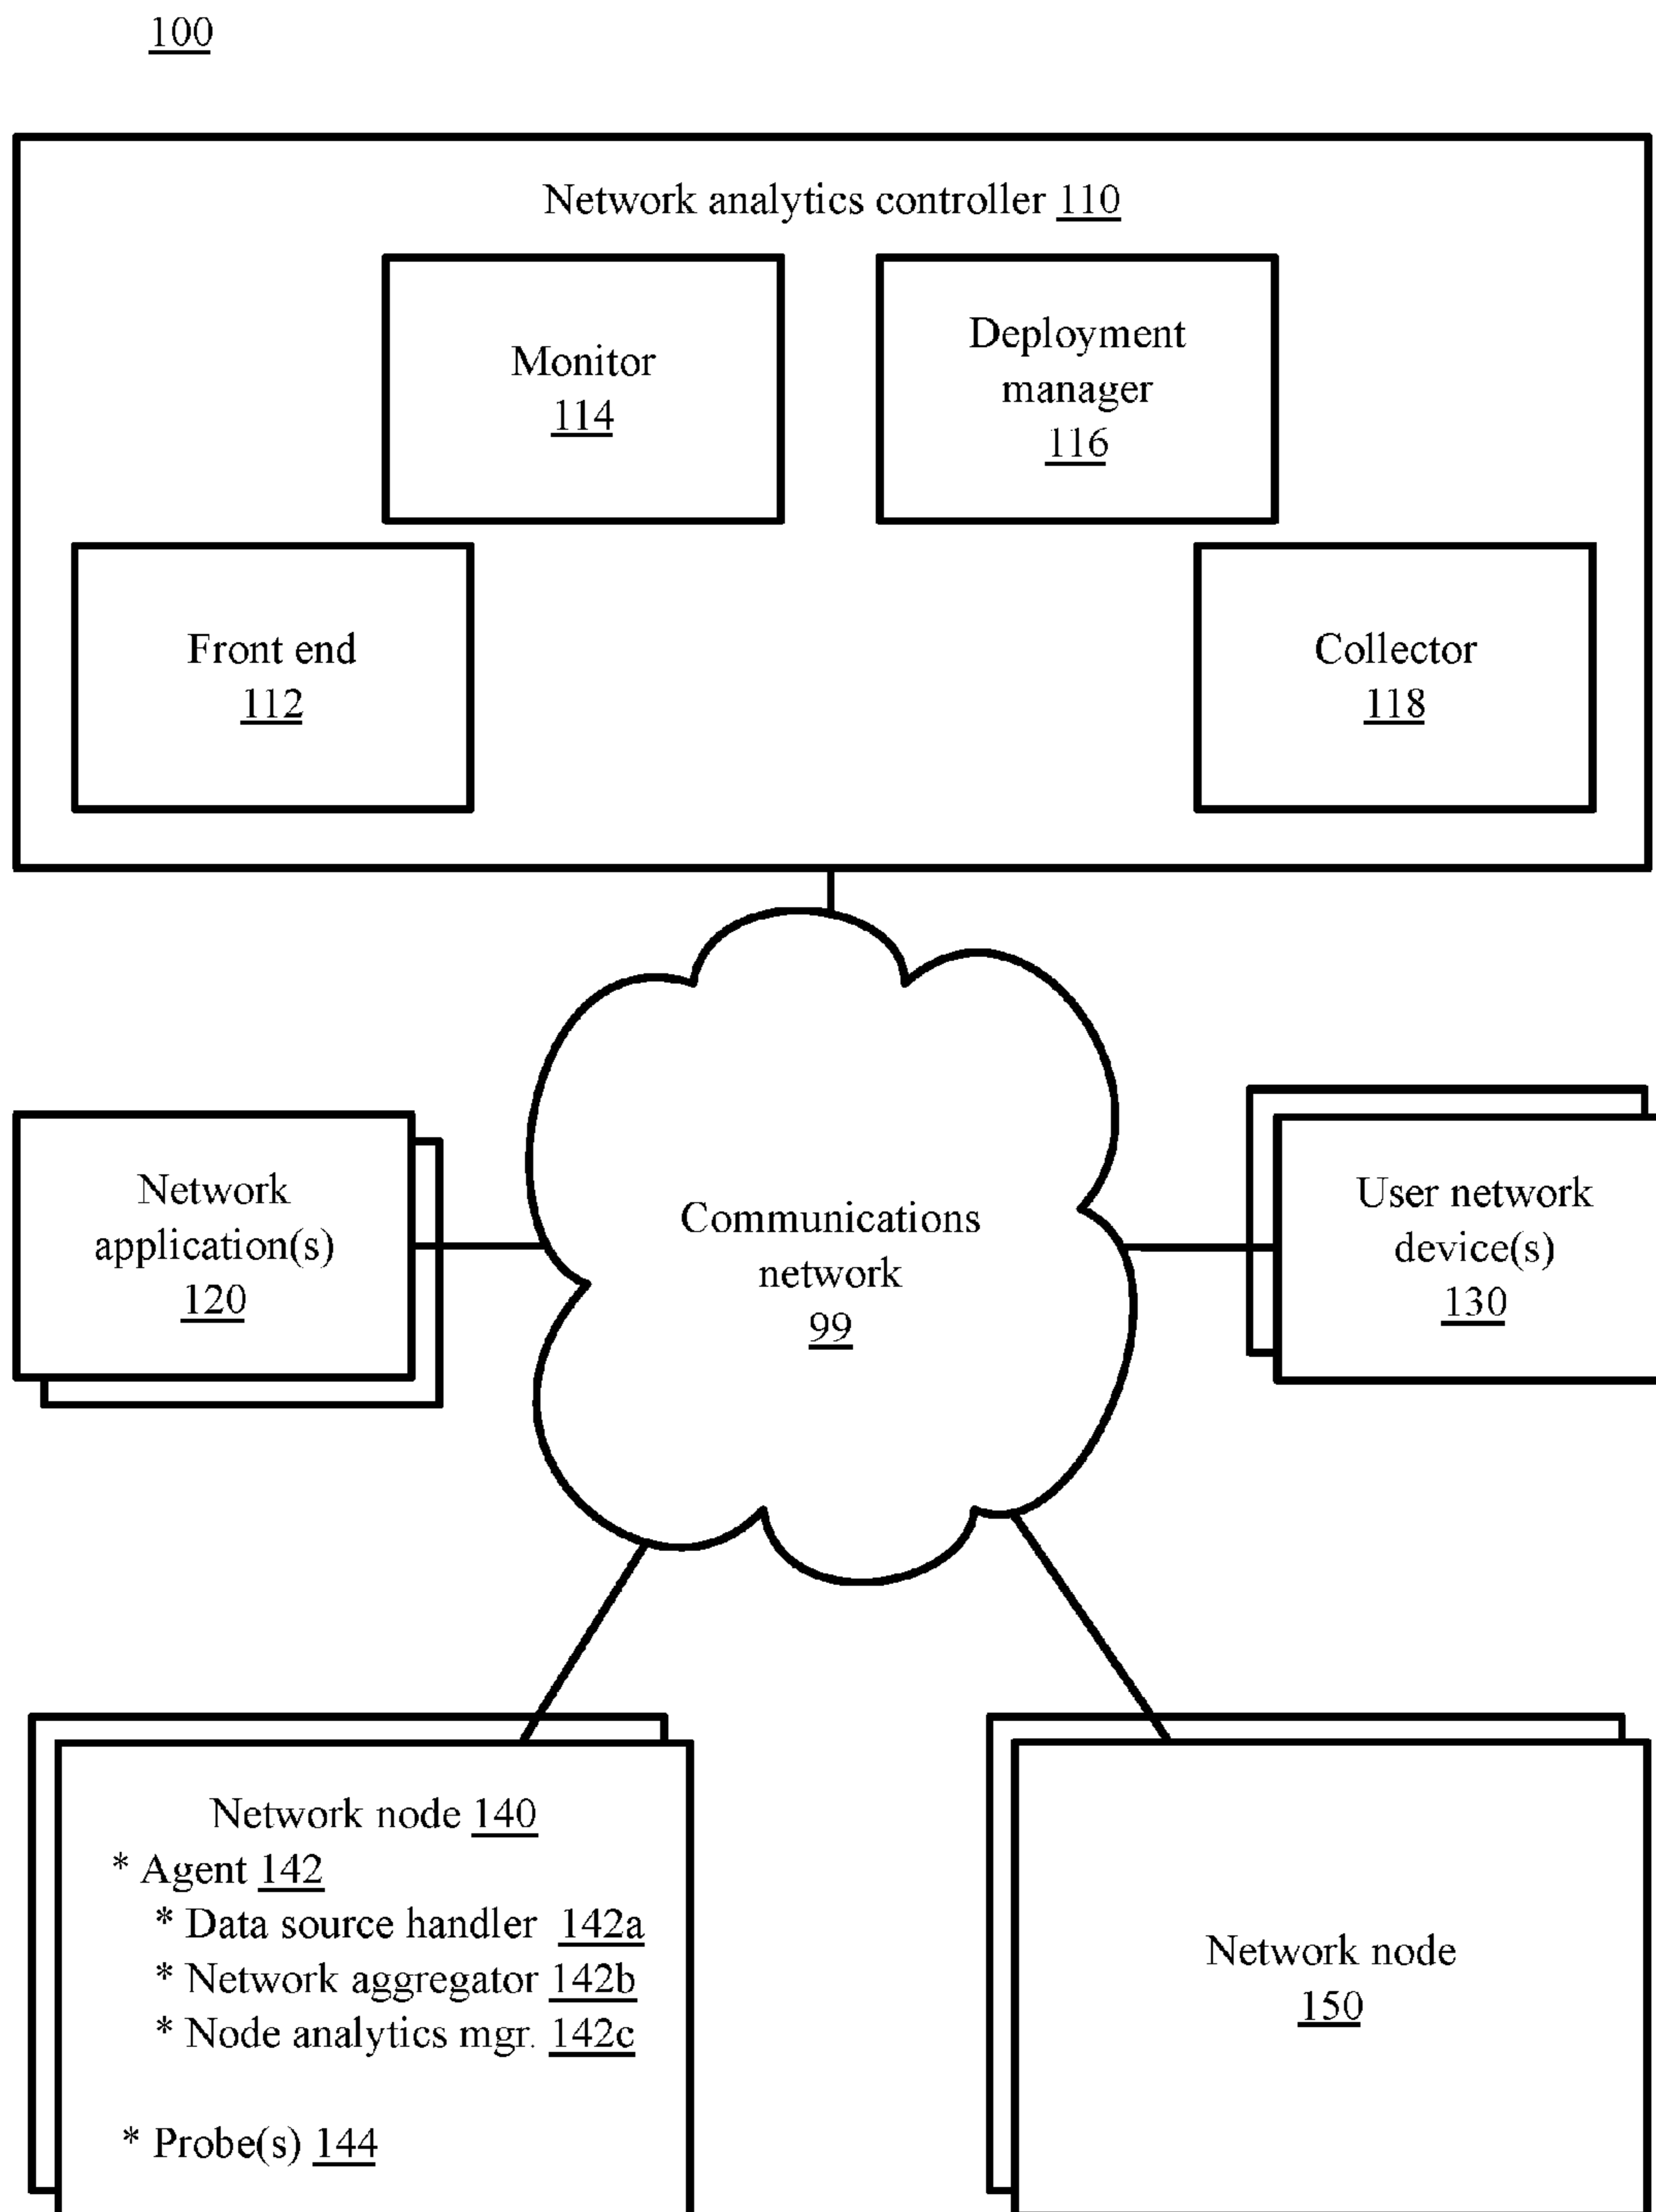 100
Network analytics controller 110
Monitor
114
Deployment
manager
116
Front end
112
Collector
118
Network
application(s)
120
Communications
network
99
User network
device(s)
130
Network node 140
* Agent 142
* Data source handler 142a
* Network aggregator 142b
* Node analytics mgr. 142c
* Probe(s) 144
Network node
150